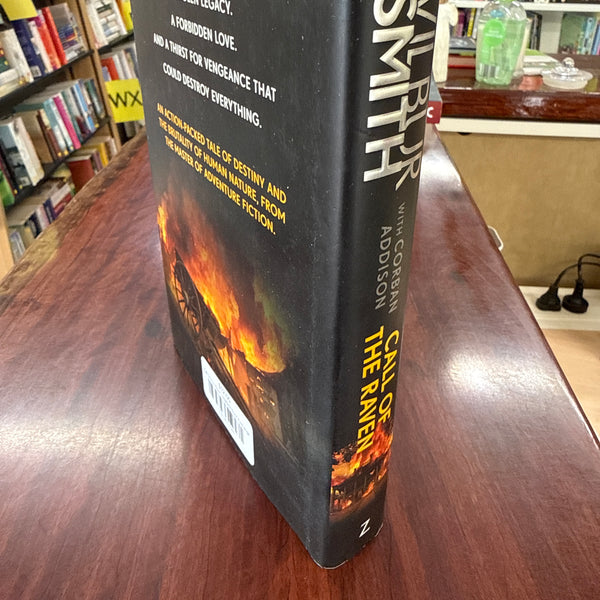 LEGACY.
A FORBIDDEN LOVE.
AND A THIRST FOR VENGEANCE THAT
COULD DESTROY EVERYTHING.
AN ACTION-PACKED TALE OF DESTINY AND
THE BRUTALITY OF HUMAN NATURE, FROM
THE MASTER OF ADVENTURE FICTION.
WILBUR
SMITH
WITH CORBAN
ADDISON
CALL OF
THE RAVEN
Z
WX